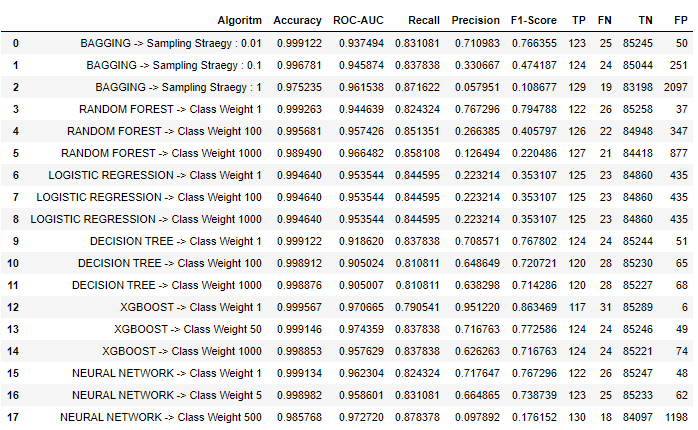 Algoritm Accuracy ROC-AUC Recall Precision F1-Score TP FN TN FP
0 BAGGING -> Sampling Straegy : 0.01 0.999122 0.937494 0.831081 0.710983 0.766355 123 25 85245 50
1 BAGGING -> Sampling Straegy : 0.1 0.996781 0.945874 0.837838 0.330667 0.474187 124 24 85044 251
2 BAGGING -> Sampling Straegy : 1 0.975235 0.961538 0.871622 0.057951 0.108677 129 19 83198 2097
3 RANDOM FOREST -> Class Weight 1 0.999263 0.944639 0.824324 0.767296 0.794788 122 26 85258 37
4 RANDOM FOREST -> Class Weight 100 0.995681 0.957426 0.851351 0.266385 0.405797 126 22 84948 347
5 RANDOM FOREST -> Class Weight 1000 0.989490 0.966482 0.858108 0.126494 0.220486 127 21 84418 877
6 LOGISTIC REGRESSION -> Class Weight 1 0.994640 0.953544 0.844595 0.223214 0.353107 125 23 84860 435
7 LOGISTIC REGRESSION -> Class Weight 100 0.994640 0.953544 0.844595 0.223214 0.353107 125 23 84860 435
8 LOGISTIC REGRESSION -> Class Weight 1000 0.994640 0.953544 0.844595 0.223214 0.353107 125 23 84860 435
9 DECISION TREE -> Class Weight 1 0.999122 0.918620 0.837838 0.708571 0.767802 124 24 85244 51
10 DECISION TREE -> Class Weight 100 0.998912 0.905024 0.810811 0.648649 0.720721 120 28 85230 65
11 DECISION TREE -> Class Weight 1000 0.998876 0.905007 0.810811 0.638298 0.714286 120 28 85227 68
12 XGBOOST -> Class Weight 1 0.999567 0.970665 0.790541 0.951220 0.863469 117 31 85289 6
13 XGBOOST -> Class Weight 50 0.999146 0.974359 0.837838 0.716763 0.772586 124 24 85246 49
14 XGBOOST -> Class Weight 1000 0.998853 0.957629 0.837838 0.626263 0.716763 124 24 85221 74
15 NEURAL NETWORK -> Class Weight 1 0.999134 0.962304 0.824324 0.717647 0.767296 122 26 85247 48
16 NEURAL NETWORK -> Class Weight 5 0.998982 0.958601 0.831081 0.664865 0.738739 123 25 85233 62
17 NEURAL NETWORK -> Class Weight 500 0.985768 0.972720 0.878378 0.097892 0.176152 130 18 84097 1198